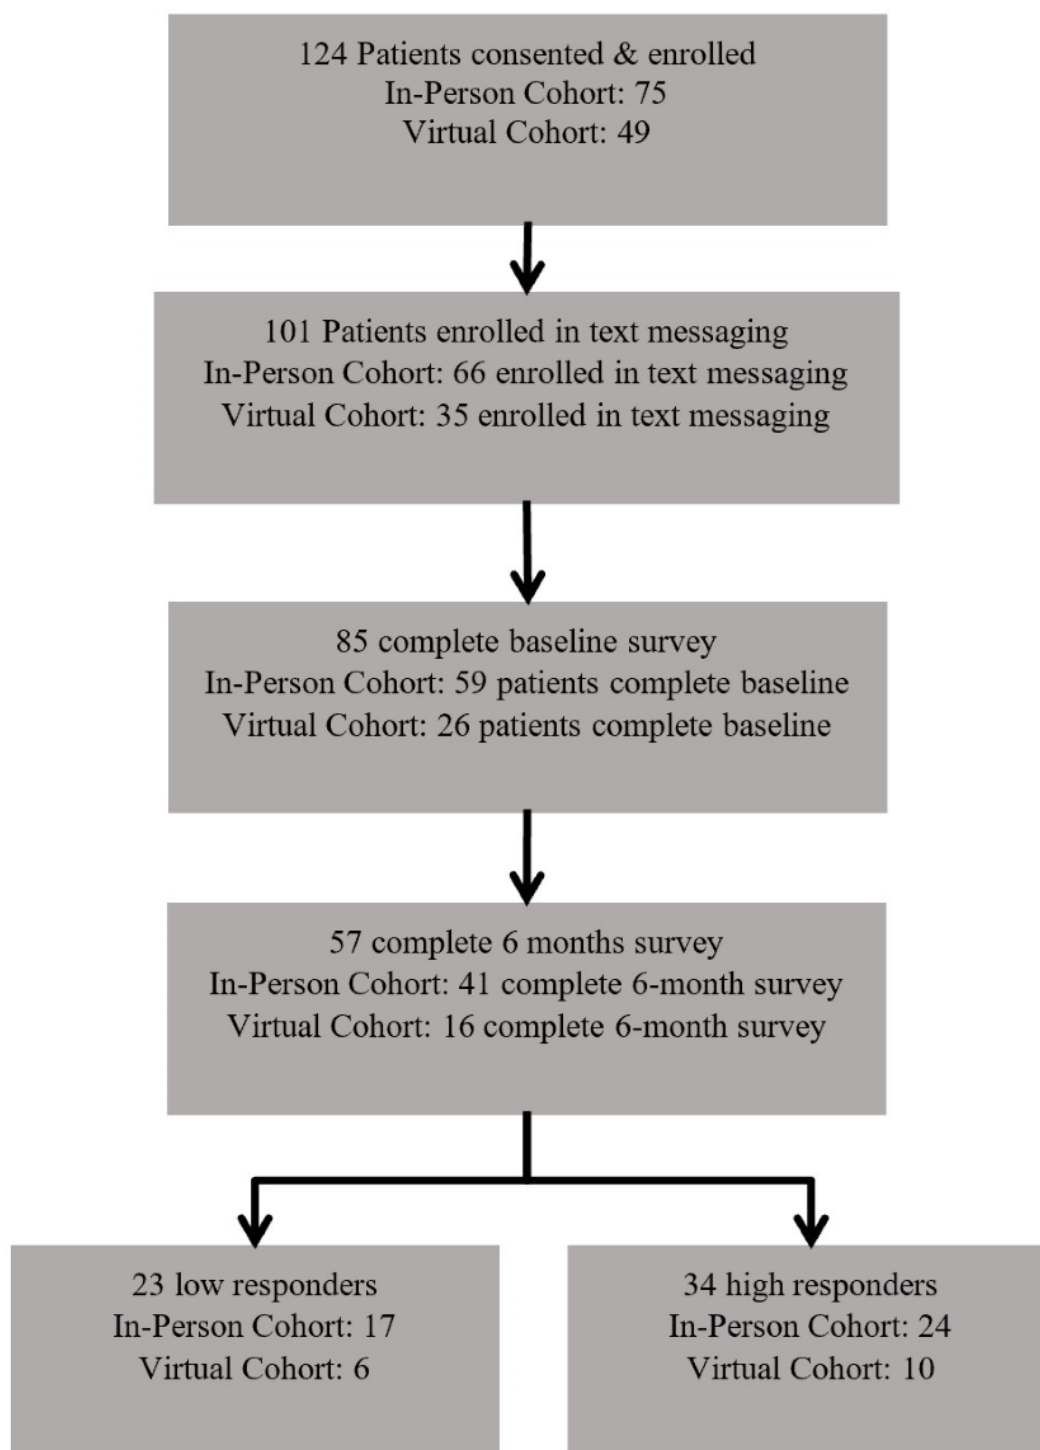 124 Patients consented & enrolled
In-Person Cohort: 75
Virtual Cohort: 49
101 Patients enrolled in text messaging
In-Person Cohort: 66 enrolled in text messaging
Virtual Cohort: 35 enrolled in text messaging
85 complete baseline survey
In-Person Cohort: 59 patients complete baseline
Virtual Cohort: 26 patients complete baseline
57 complete 6 months survey
In-Person Cohort: 41 complete 6-month survey
Virtual Cohort: 16 complete 6-month survey
23 low responders
In-Person Cohort: 17
Virtual Cohort: 6
34 high responders
In-Person Cohort: 24
Virtual Cohort: 10